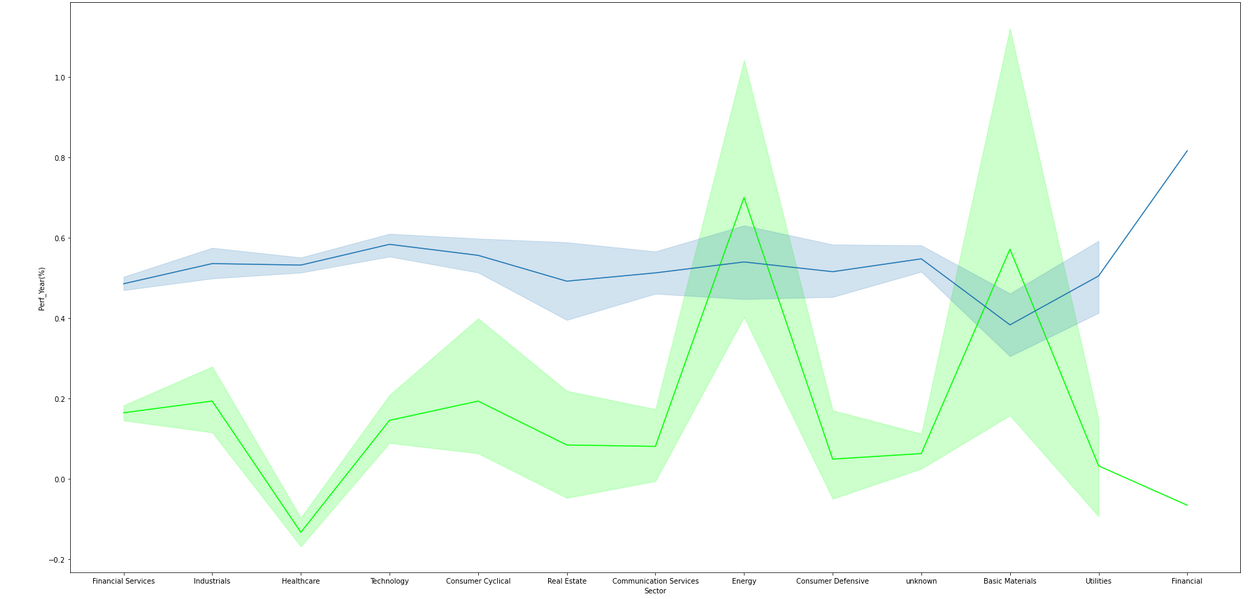 1.0
0.8
0.6
0.4
0.2
0.0
−0.2
Perf_Year(%)
Financial Services Industrials Healthcare Technology Consumer Cyclical Real Estate Communication Services Energy Consumer Defensive unknown Basic Materials Utilities Financial
Sector